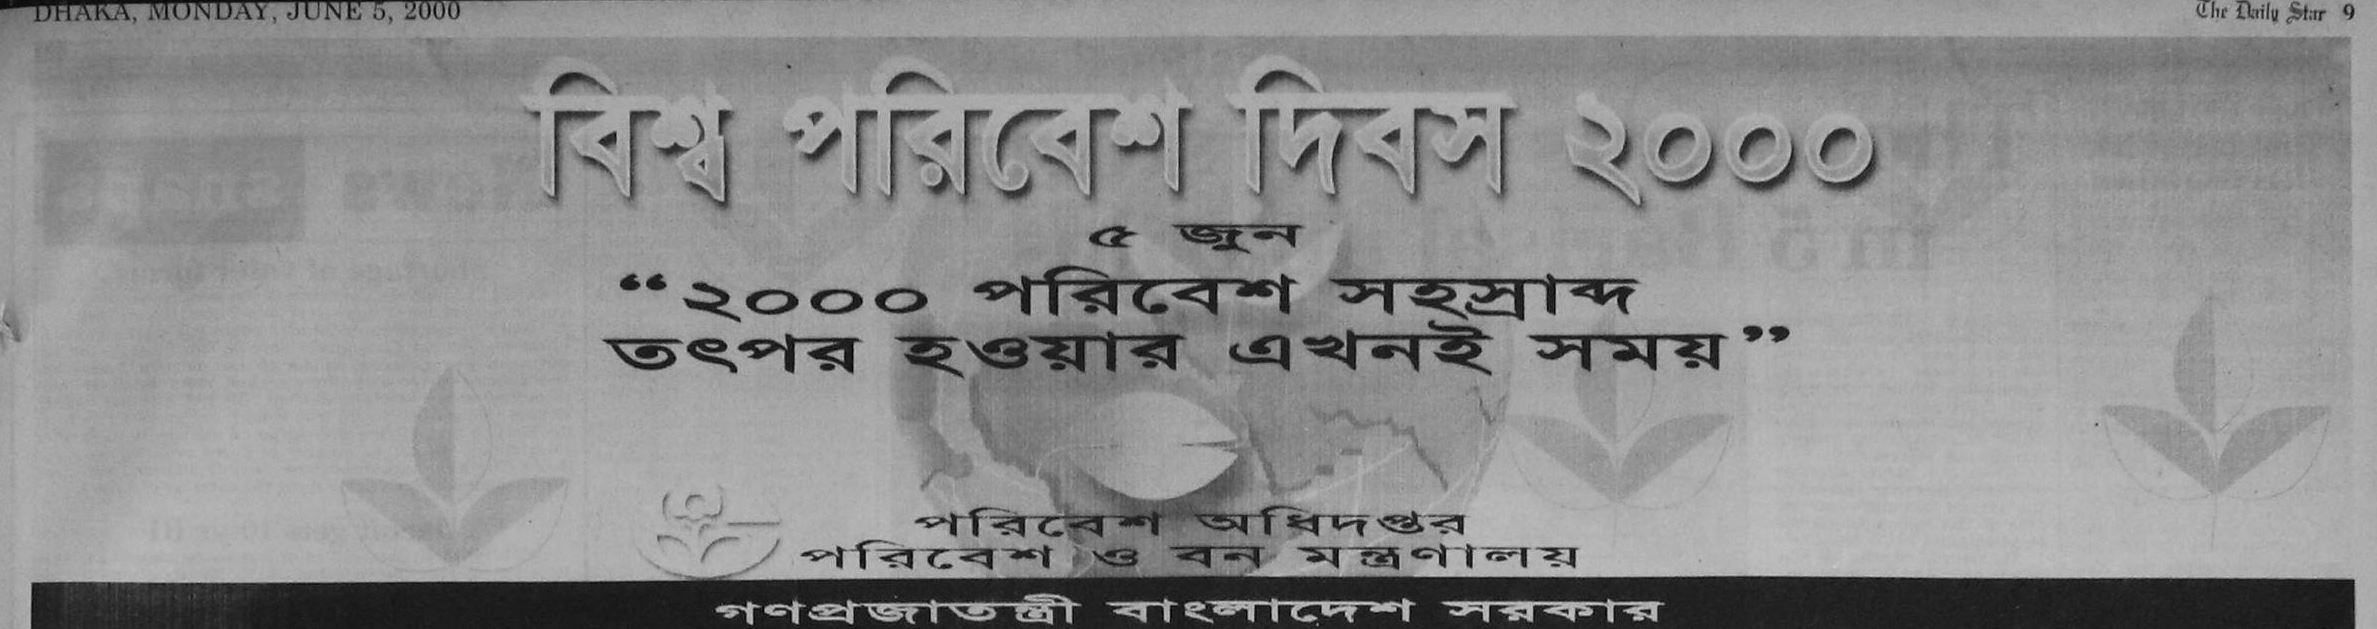 DHAKA, MONDAY, JUNE 5, 2000
The Daily Star 9
বিশ্ব পরিবেশ দিবস ২০০০
৫ জুন
“২০০০ পরিবেশ সহস্রাব্দ
তৎপর হওয়ার এখনই সময়”
পরিবেশ অধিদপ্তর
পরিবেশ ও বন মন্ত্রণালয়
গণপ্রজাতন্ত্রী বাংলাদেশ সরকার